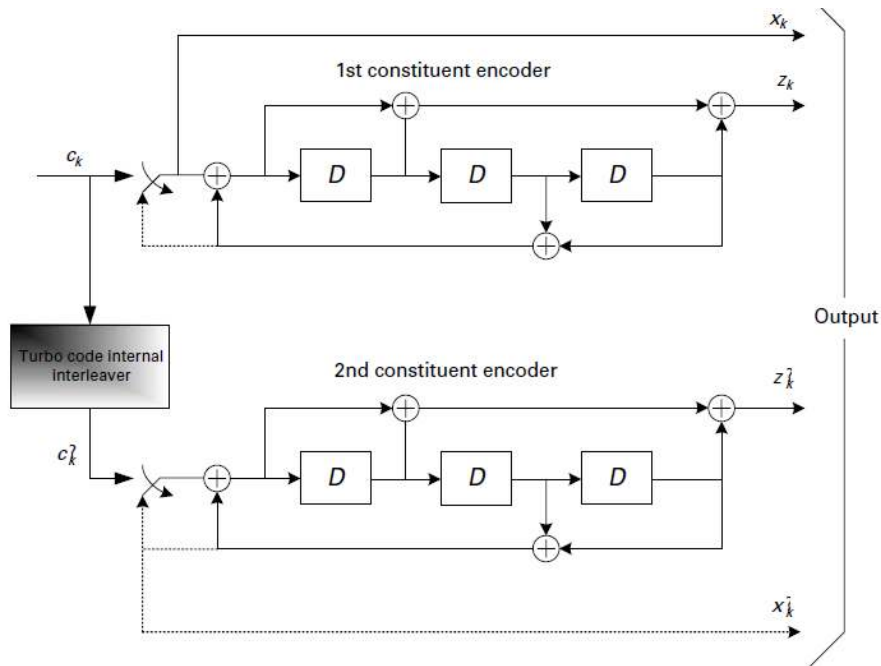 x_k
1st constituent encoder
z_k
c_k
D D D
Output
Turbo code internal
interleaver
2nd constituent encoder
z̃_k
c̃_k
D D D
x̃_k